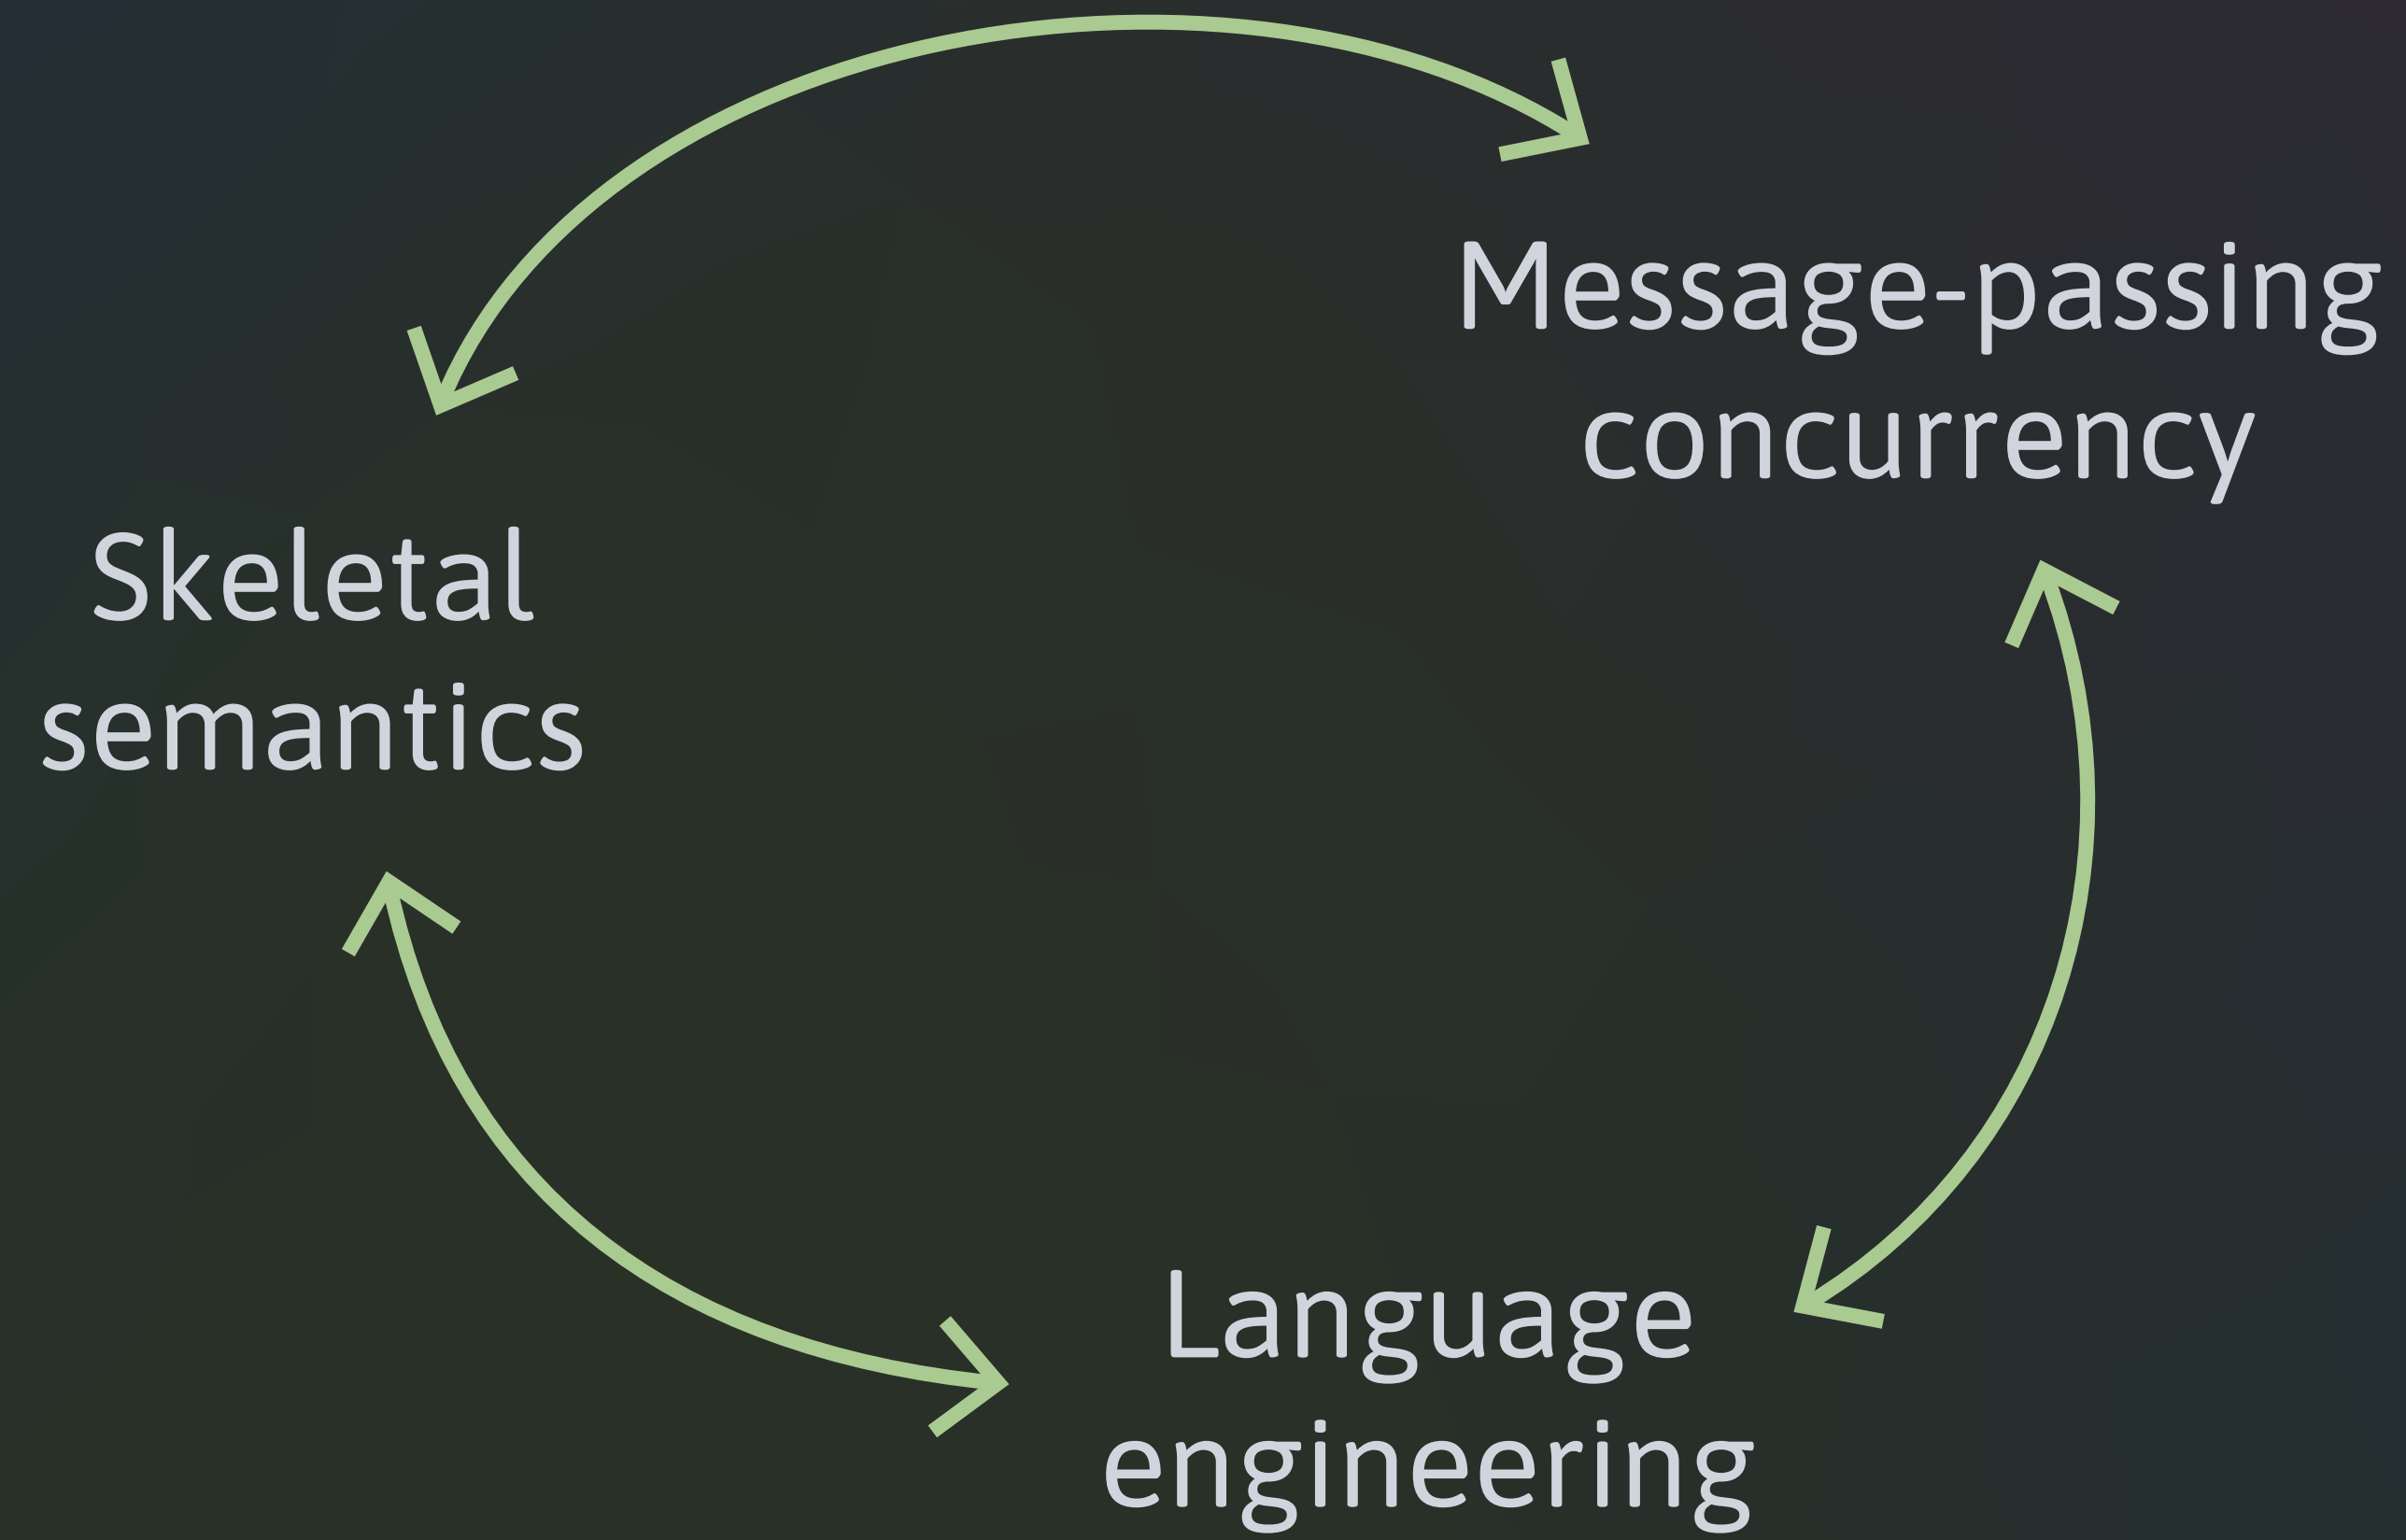 Message-passing
concurrency
Skeletal
semantics
Language
engineering